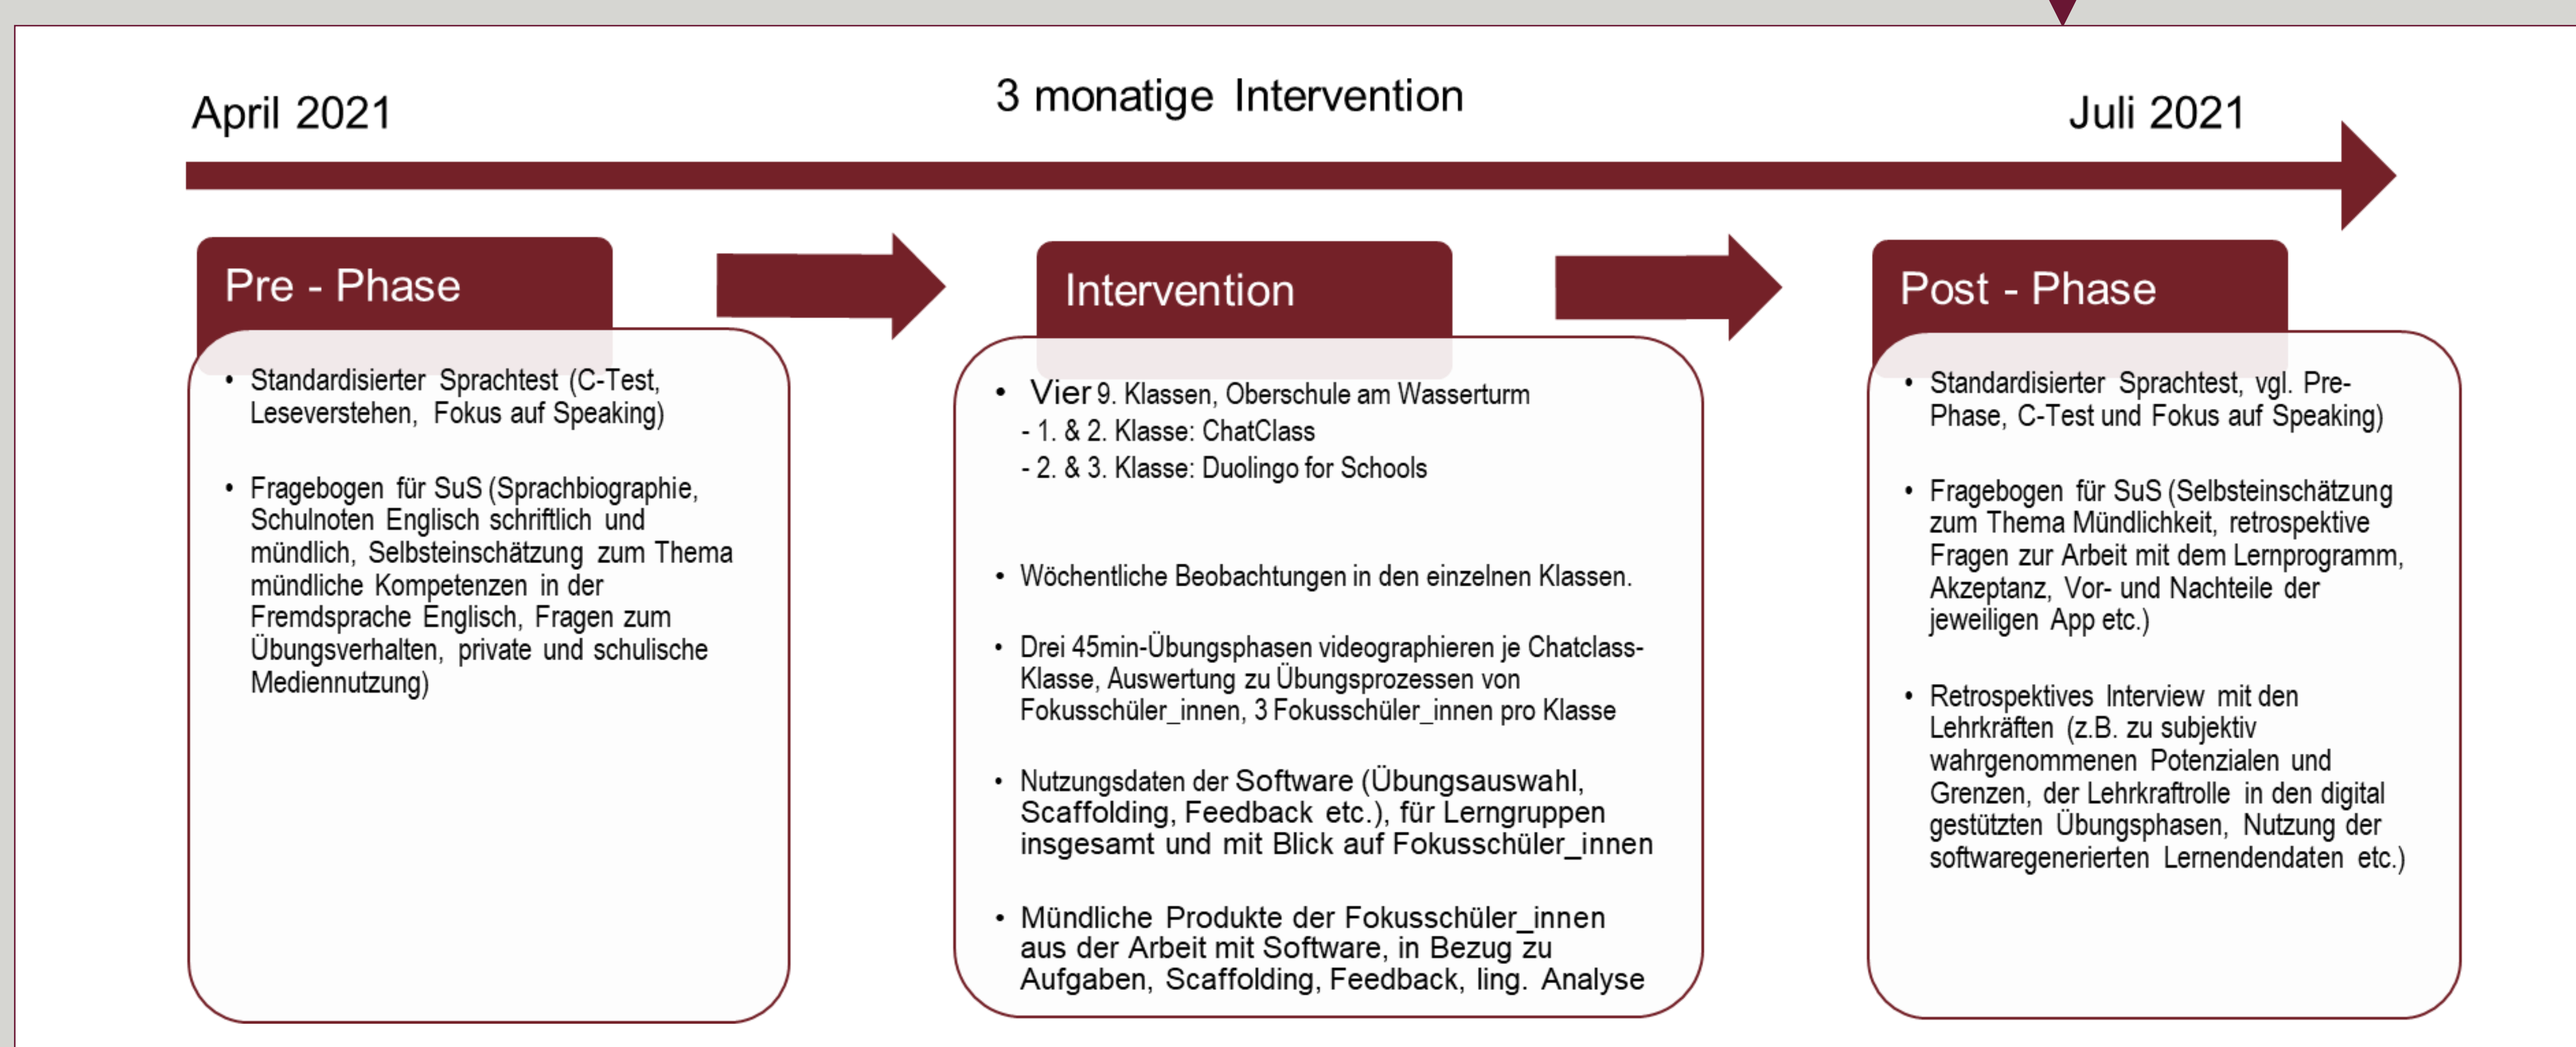 April 2021
3 monatige Intervention
Juli 2021
Pre - Phase
• Standardisierter Sprachtest (C-Test,
Leseverstehen, Fokus auf Speaking)
• Fragebogen für SuS (Sprachbiographie,
Schulnoten Englisch schriftlich und
mündlich, Selbsteinschätzung zum Thema
mündliche Kompetenzen in der
Fremdsprache Englisch, Fragen zum
Übungsverhalten, private und schulische
Mediennutzung)
Intervention
• Vier 9. Klassen, Oberschule am Wasserturm
- 1. & 2. Klasse: ChatClass
- 2. & 3. Klasse: Duolingo for Schools
• Wöchentliche Beobachtungen in den einzelnen Klassen.
• Drei 45min-Übungsphasen videographieren je Chatclass-
Klasse, Auswertung zu Übungsprozessen von
Fokusschüler_innen, 3 Fokusschüler_innen pro Klasse
• Nutzungsdaten der Software (Übungsauswahl,
Scaffolding, Feedback etc.), für Lerngruppen
insgesamt und mit Blick auf Fokusschüler_innen
• Mündliche Produkte der Fokusschüler_innen
aus der Arbeit mit Software, in Bezug zu
Aufgaben, Scaffolding, Feedback, ling. Analyse
Post - Phase
• Standardisierter Sprachtest, vgl. Pre-
Phase, C-Test und Fokus auf Speaking)
• Fragebogen für SuS (Selbsteinschätzung
zum Thema Mündlichkeit, retrospektive
Fragen zur Arbeit mit dem Lernprogramm,
Akzeptanz, Vor- und Nachteile der
jeweiligen App etc.)
• Retrospektives Interview mit den
Lehrkräften (z.B. zu subjektiv
wahrgenommenen Potenzialen und
Grenzen, der Lehrkraftrolle in den digital
gestützten Übungsphasen, Nutzung der
softwaregenerierten Lernendendaten etc.)